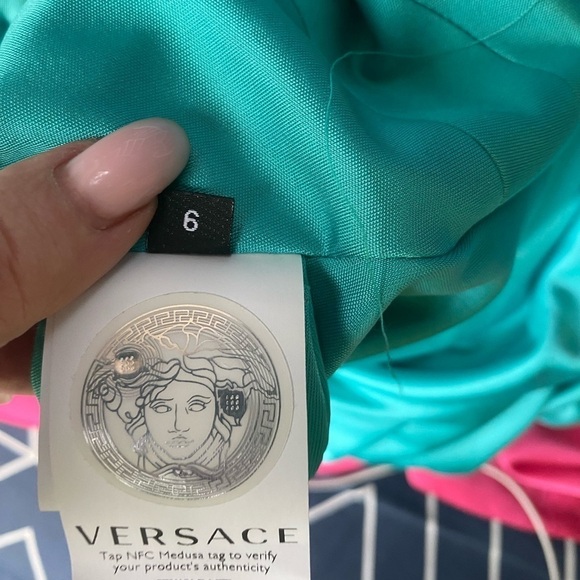 6
VERSACE
Tap NFC Medusa tag to verify
your product's authenticity